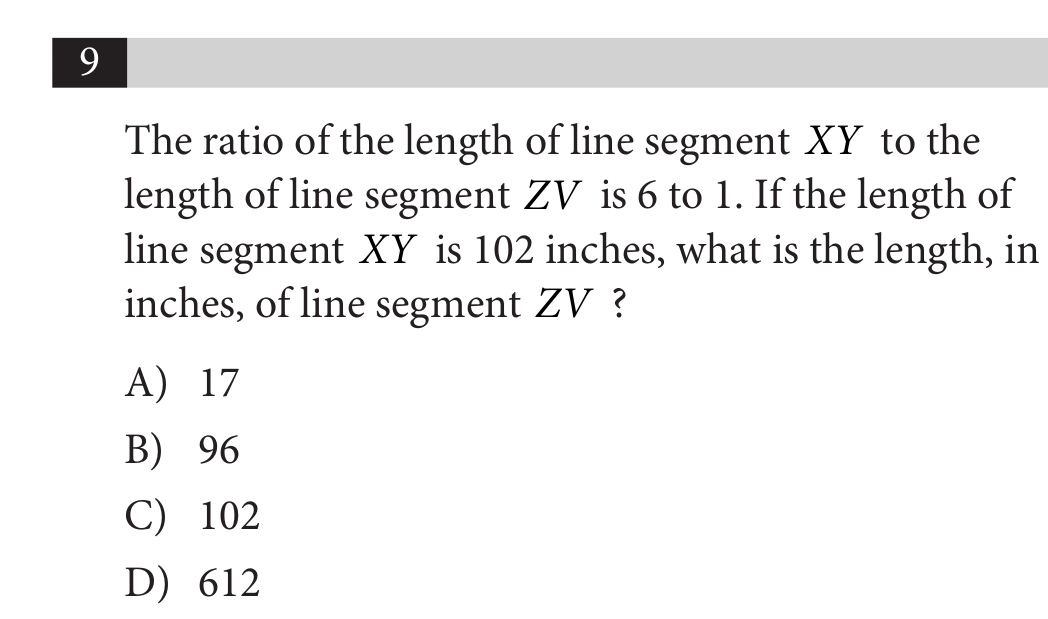 9
The ratio of the length of line segment XY to the
length of line segment ZV is 6 to 1. If the length of
line segment XY is 102 inches, what is the length, in
inches, of line segment ZV ?
A) 17
B) 96
C) 102
D) 612